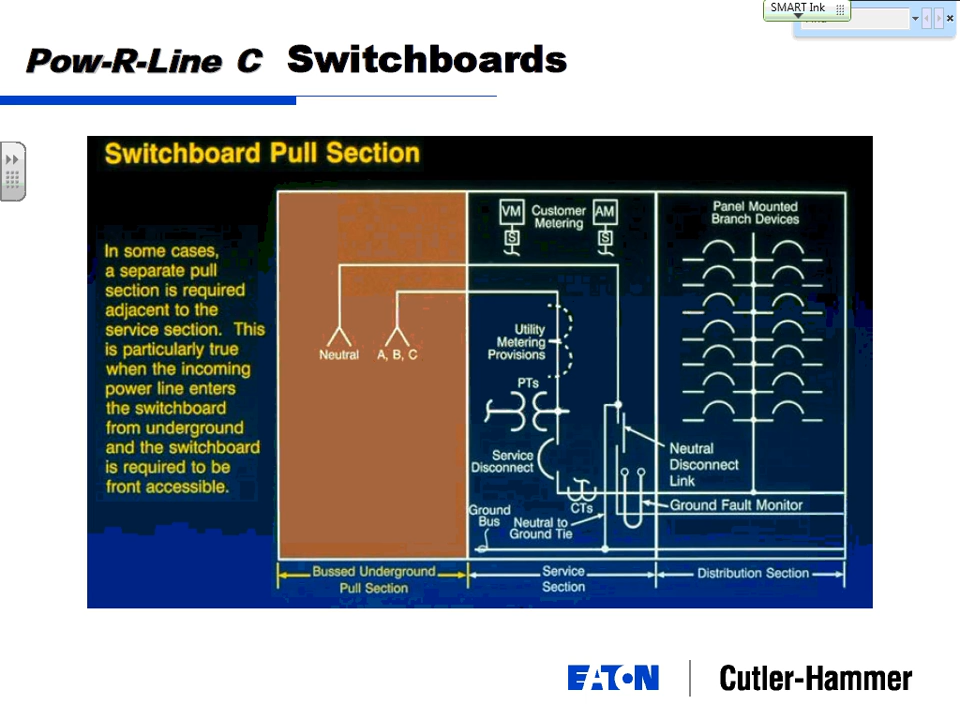 SMART Ink
Pow-R-Line C Switchboards
Switchboard Pull Section
In some cases,
a separate pull
section is required
adjacent to the
service section. This
is particularly true
when the incoming
power line enters
the switchboard
from underground
and the switchboard
is required to be
front accessible.
Neutral
A, B, C
VM
Customer
Metering
AM
S
S
Utility
Metering
Provisions
PTs
Service
Disconnect
CTs
Ground
Bus
Neutral to
Ground Tie
Panel Mounted
Branch Devices
Neutral
Disconnect
Link
Ground Fault Monitor
Bussed Underground
Pull Section
Service
Section
Distribution Section
EATON
Cutler-Hammer